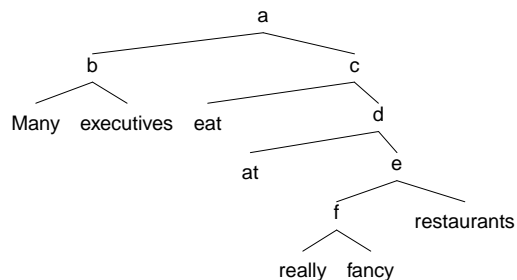 a
b c
Many executives eat d
at e
f restaurants
really fancy